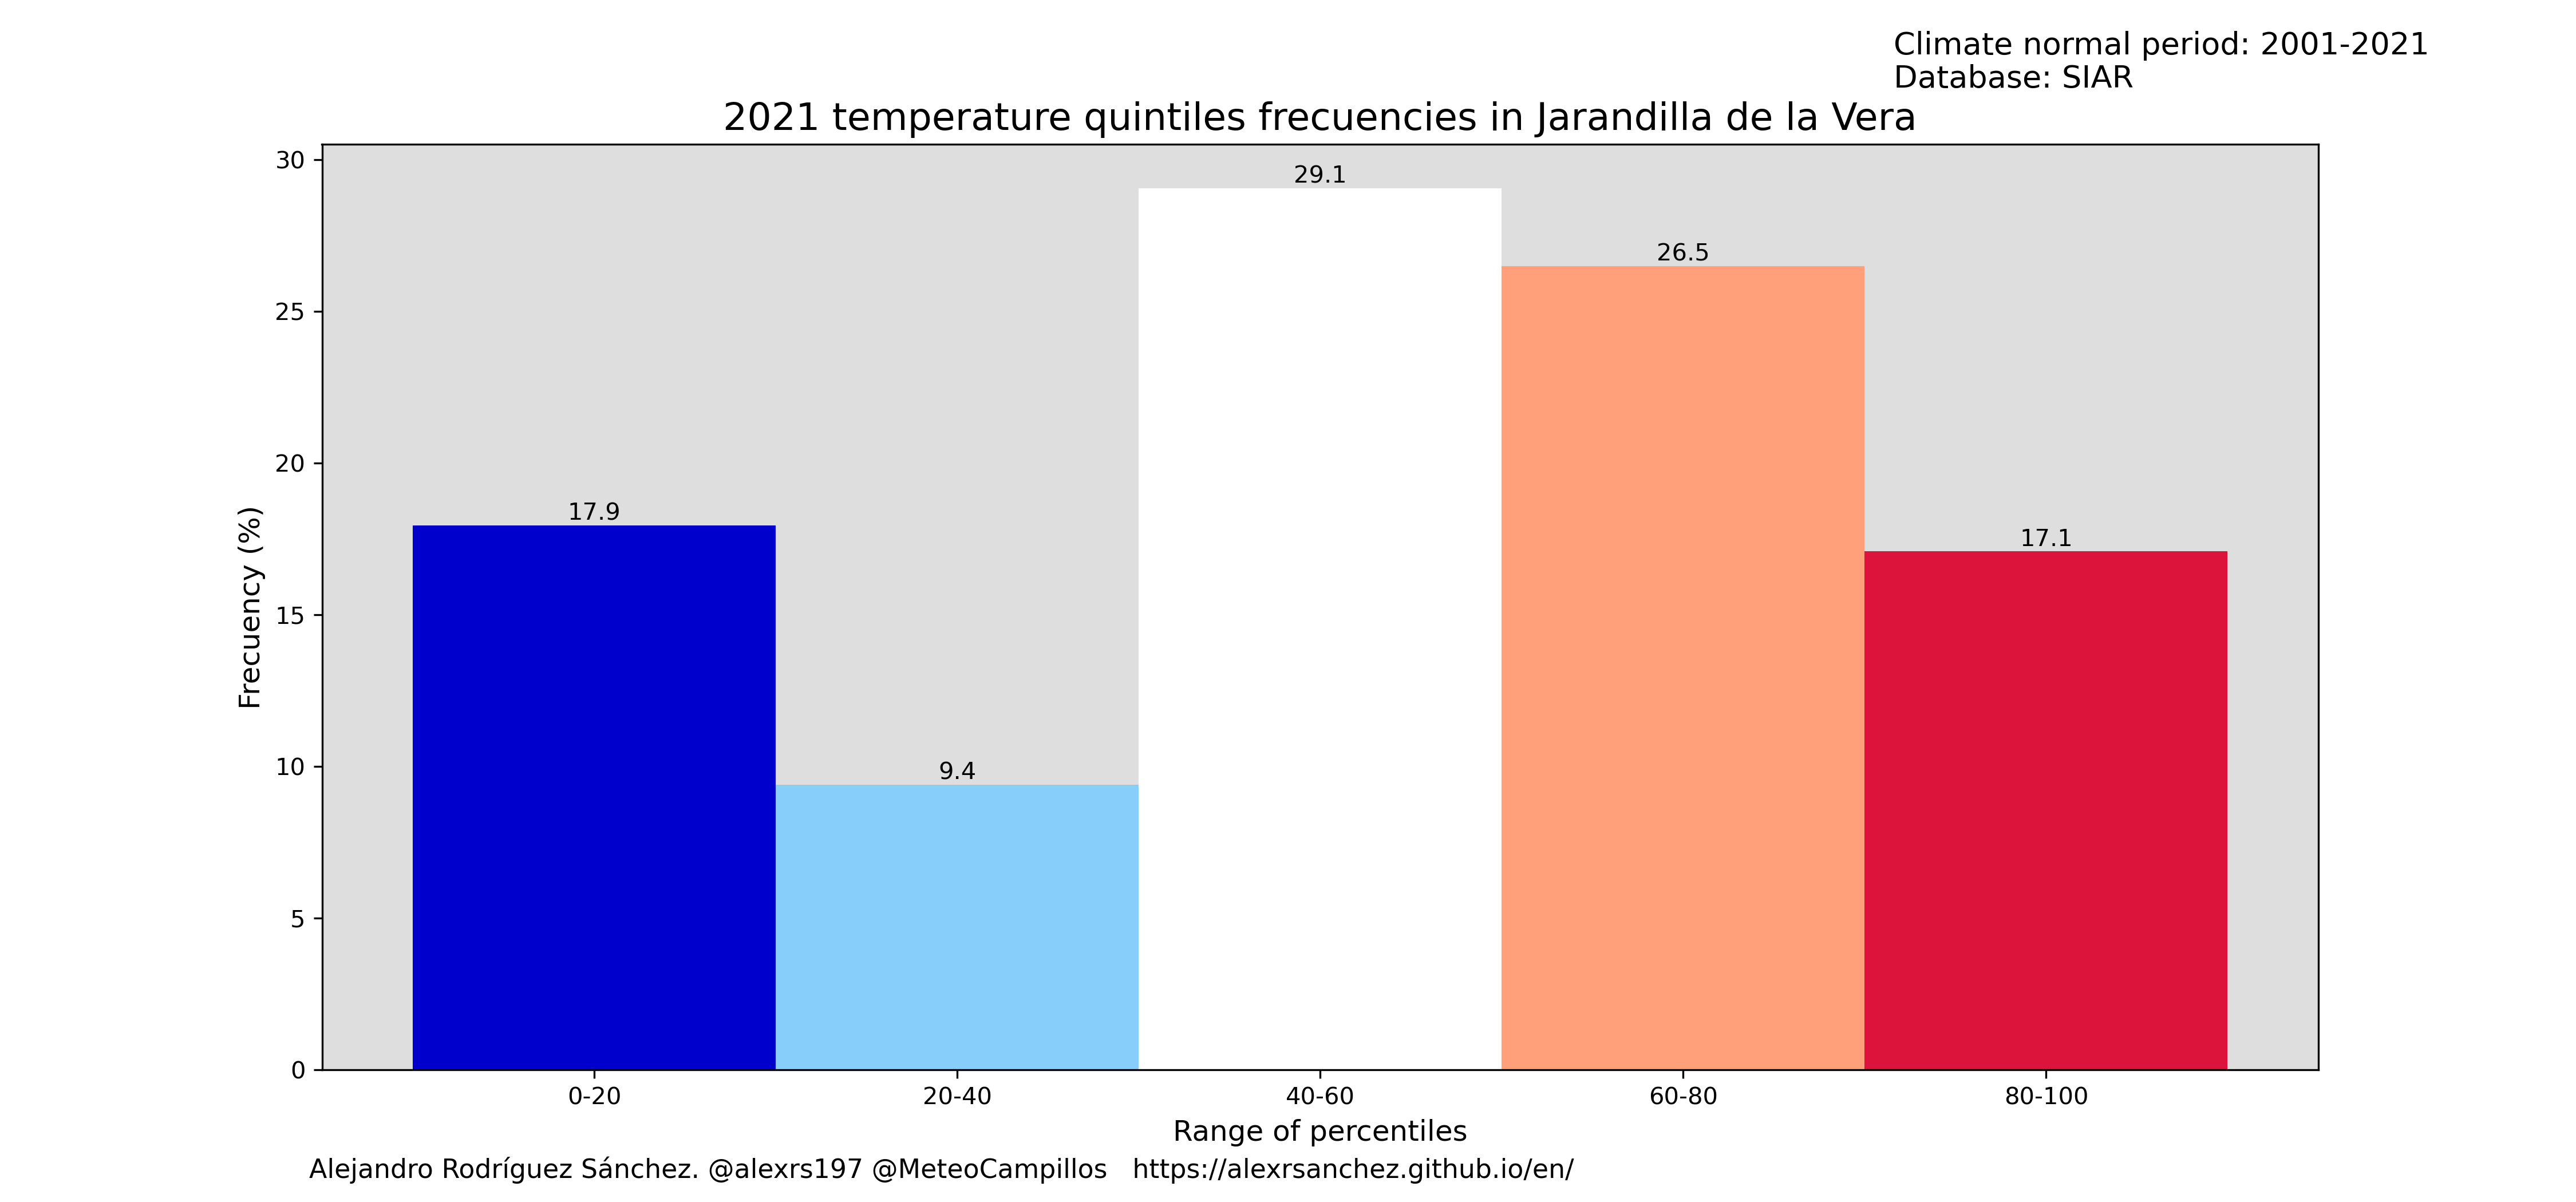 Climate normal period: 2001-2021
Database: SIAR
2021 temperature quintiles frecuencies in Jarandilla de la Vera
30
25
20
15
10
5
0
Frecuency (%)
17.9
9.4
29.1
26.5
17.1
0-20
20-40
40-60
60-80
80-100
Range of percentiles
Alejandro Rodríguez Sánchez. @alexrs197 @MeteoCampillos https://alexrsanchez.github.io/en/